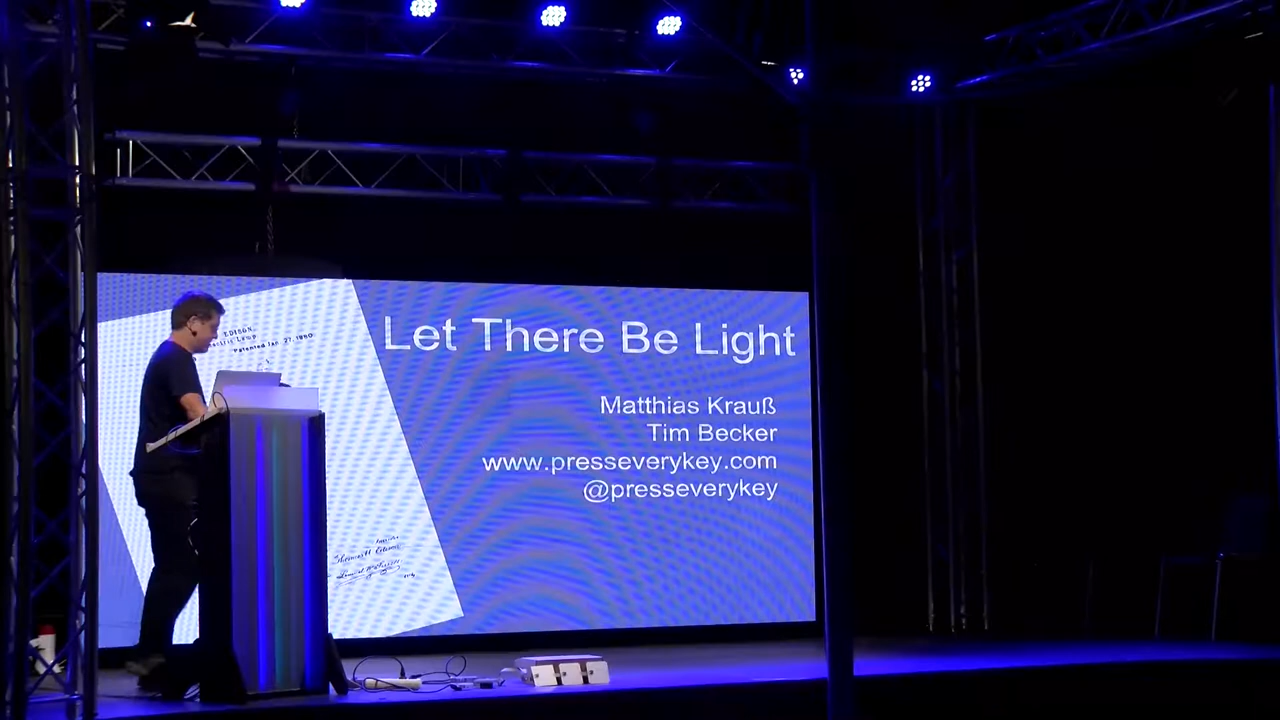 EDISON.
Patented Jan. 27, 1880.
Let There Be Light
Matthias Krauß
Tim Becker
www.presseverykey.com
@presseverykey